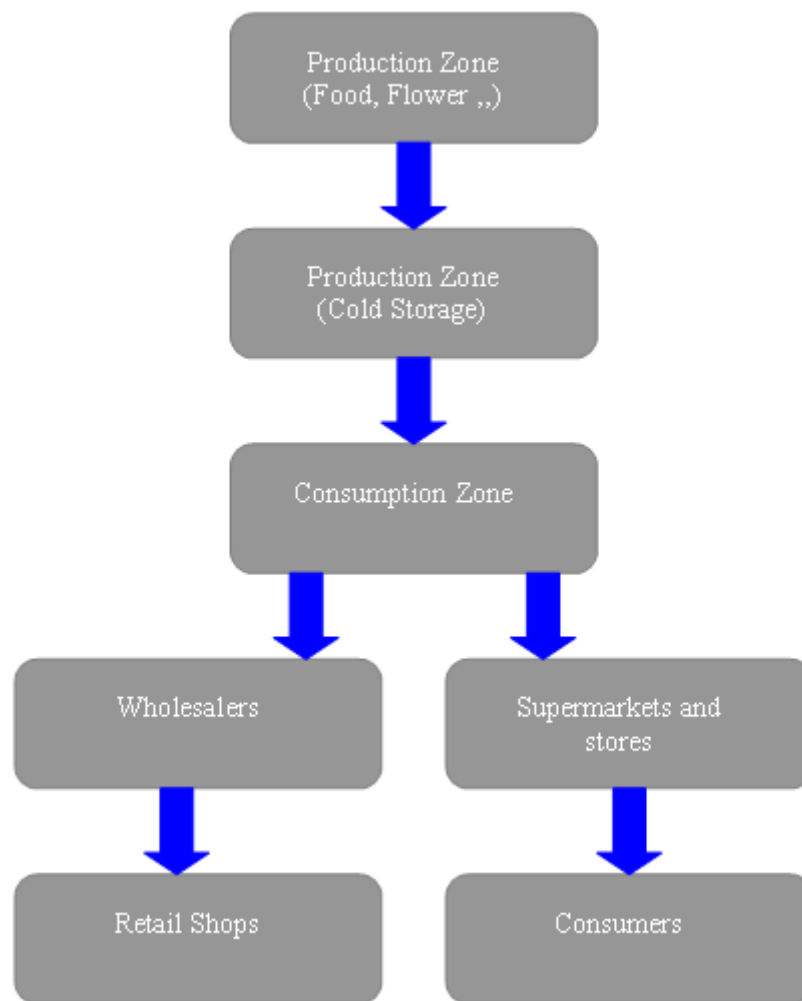 Production Zone
(Food, Flower ,,)
Production Zone
(Cold Storage)
Consumption Zone
Wholesalers
Supermarkets and
stores
Retail Shops
Consumers